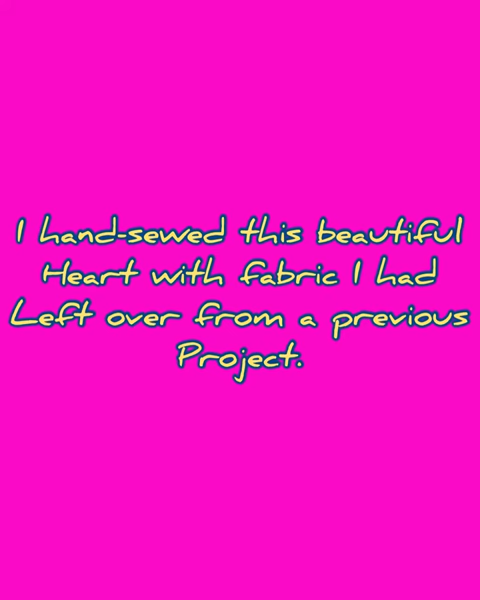 I hand-sewed this beautiful
Heart with fabric I had
Left over from a previous
Project.